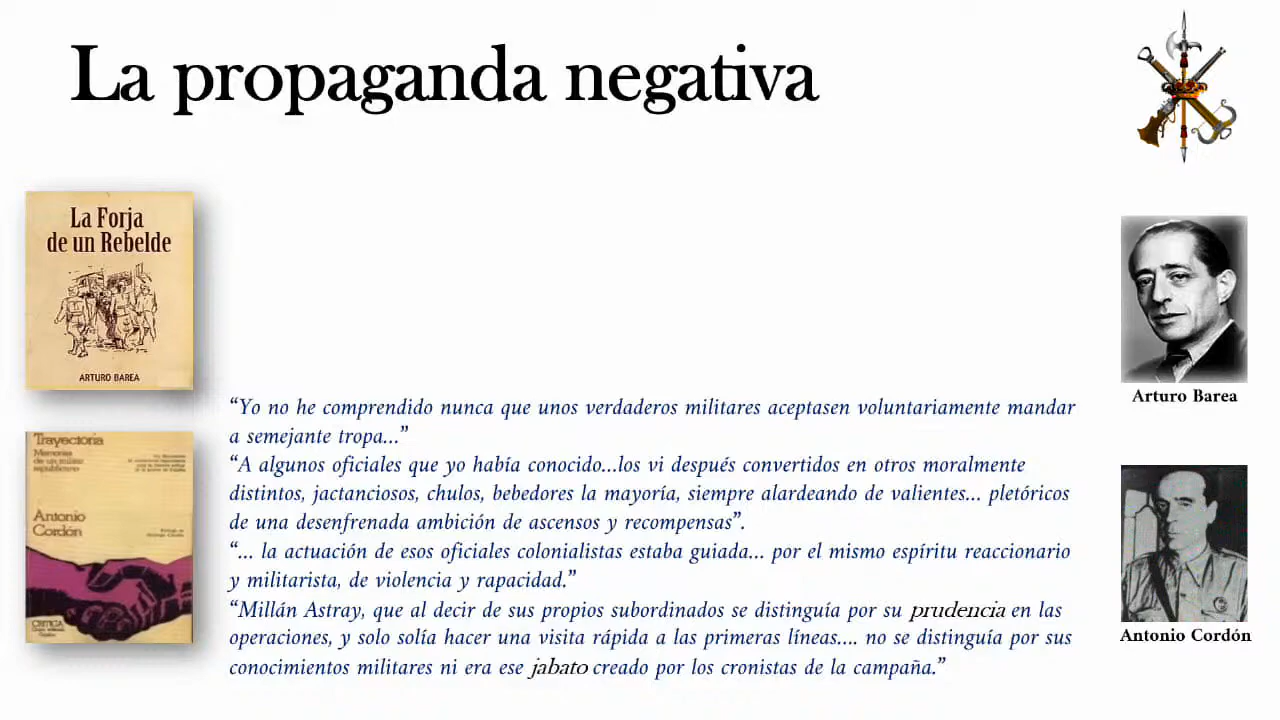 La propaganda negativa
La Forja
de un Rebelde
ARTURO BAREA
Arturo Barea
“Yo no he comprendido nunca que unos verdaderos militares aceptasen voluntariamente mandar
a semejante tropa...”
“A algunos oficiales que yo había conocido...los vi después convertidos en otros moralmente
distintos, jactanciosos, chulos, bebedores la mayoría, siempre alardeando de valientes... pletóricos
de una desenfrenada ambición de ascensos y recompensas”.
“... la actuación de esos oficiales colonialistas estaba guiada... por el mismo espíritu reaccionario
y militarista, de violencia y rapacidad.”
“Millán Astray, que al decir de sus propios subordinados se distinguía por su prudencia en las
operaciones, y solo solía hacer una visita rápida a las primeras líneas.... no se distinguía por sus
conocimientos militares ni era ese jabato creado por los cronistas de la campaña.”
Trayectoria
Memorias
de un militar
republicano
Antonio
Cordón
CRITICA
Antonio Cordón